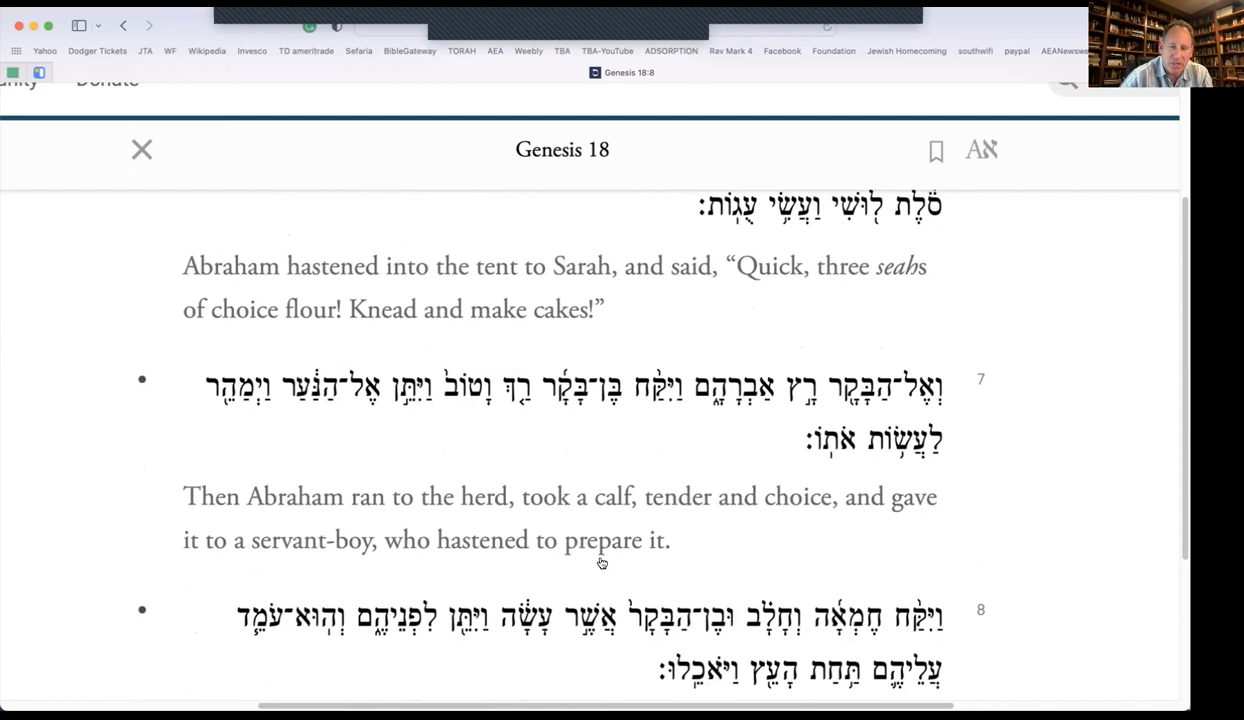 Yahoo Dodger Tickets JTA WF Wikipedia Invesco TD ameritrade Sefaria BibleGateway TORAH AEA Weebly TBA TBA-YouTube ADSORPTION Rav Mark 4 Facebook Foundation Jewish Homecoming southwifi paypal
Genesis 18:8
Donate
Genesis 18
Aא
סֹ֔לֶת ל֖וּשִׁי וַעֲשִׂ֥י עֻגֽוֹת׃
Abraham hastened into the tent to Sarah, and said, “Quick, three seahs
of choice flour! Knead and make cakes!”
7
וְאֶל־הַבָּקָ֖ר רָ֣ץ אַבְרָהָ֑ם וַיִּקַּ֨ח בֶּן־בָּקָ֜ר רַ֤ךְ וָטוֹב֙ וַיִּתֵּ֣ן אֶל־הַנַּ֔עַר וַיְמַהֵ֖ר
לַעֲשׂ֥וֹת אֹתֽוֹ׃
Then Abraham ran to the herd, took a calf, tender and choice, and gave
it to a servant-boy, who hastened to prepare it.
8
וַיִּקַּ֨ח חֶמְאָ֜ה וְחָלָ֗ב וּבֶן־הַבָּקָר֙ אֲשֶׁ֣ר עָשָׂ֔ה וַיִּתֵּ֖ן לִפְנֵיהֶ֑ם וְהֽוּא־עֹמֵ֧ד
עֲלֵיהֶ֛ם תַּ֥חַת הָעֵ֖ץ וַיֹּאכֵֽלוּ׃